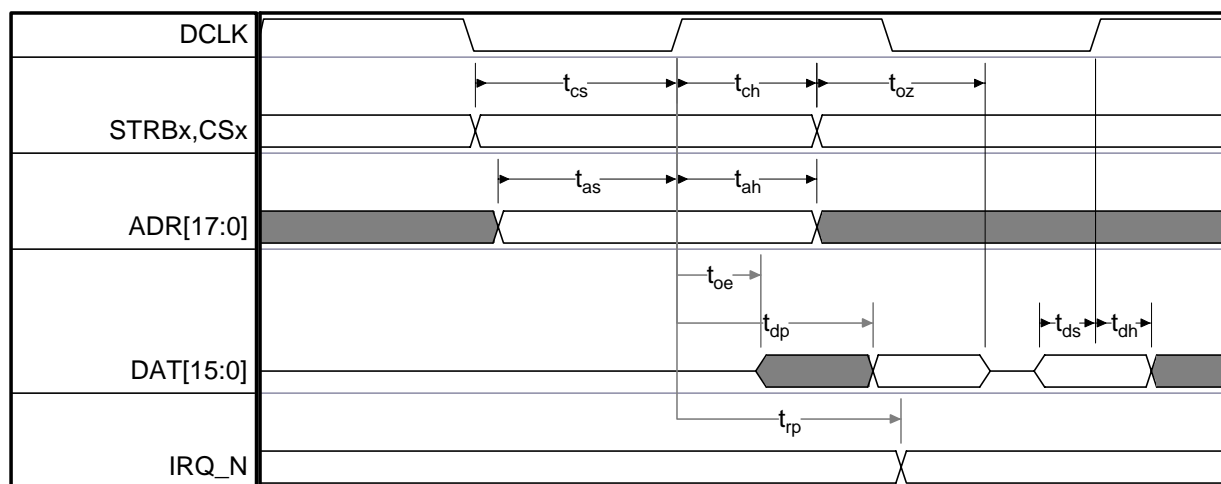 DCLK
tcs tch toz
STRBx,CSx
tas tah
ADR[17:0]
toe
tdp tds tdh
DAT[15:0]
trp
IRQ_N